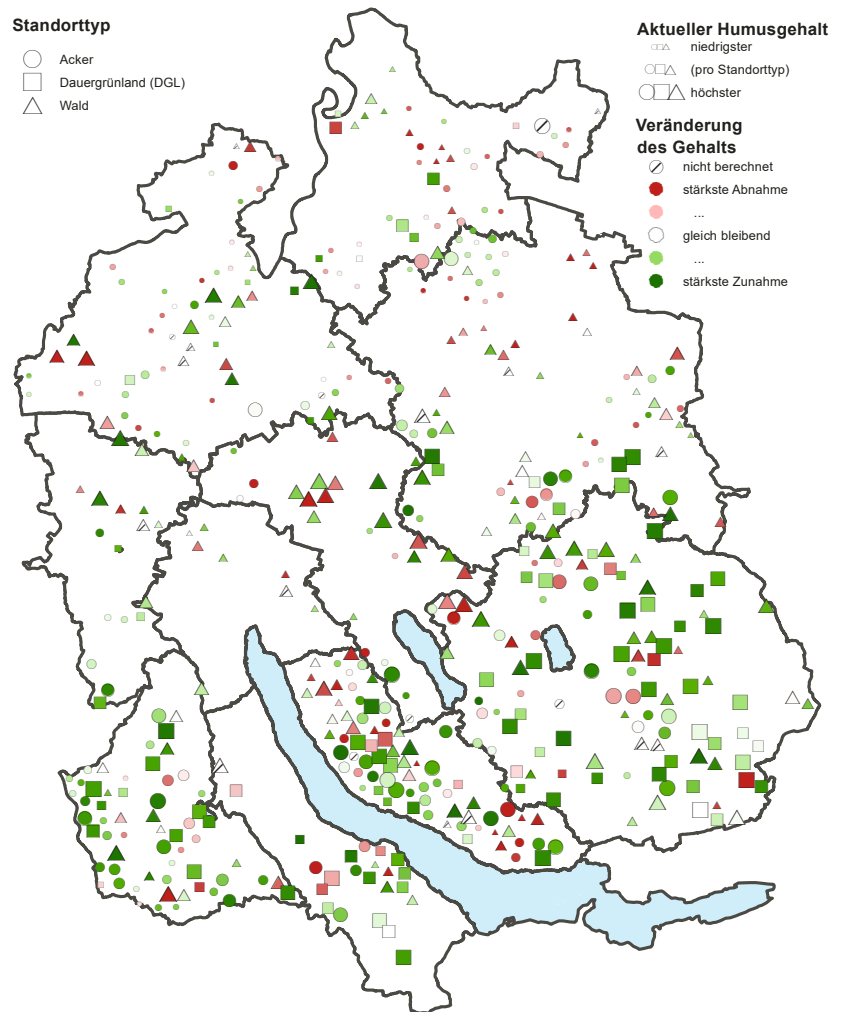 Standorttyp
Acker
Dauergrünland (DGL)
Wald
Aktueller Humusgehalt
niedrigster
(pro Standorttyp)
höchster
Veränderung
des Gehalts
nicht berechnet
stärkste Abnahme
...
gleich bleibend
...
stärkste Zunahme